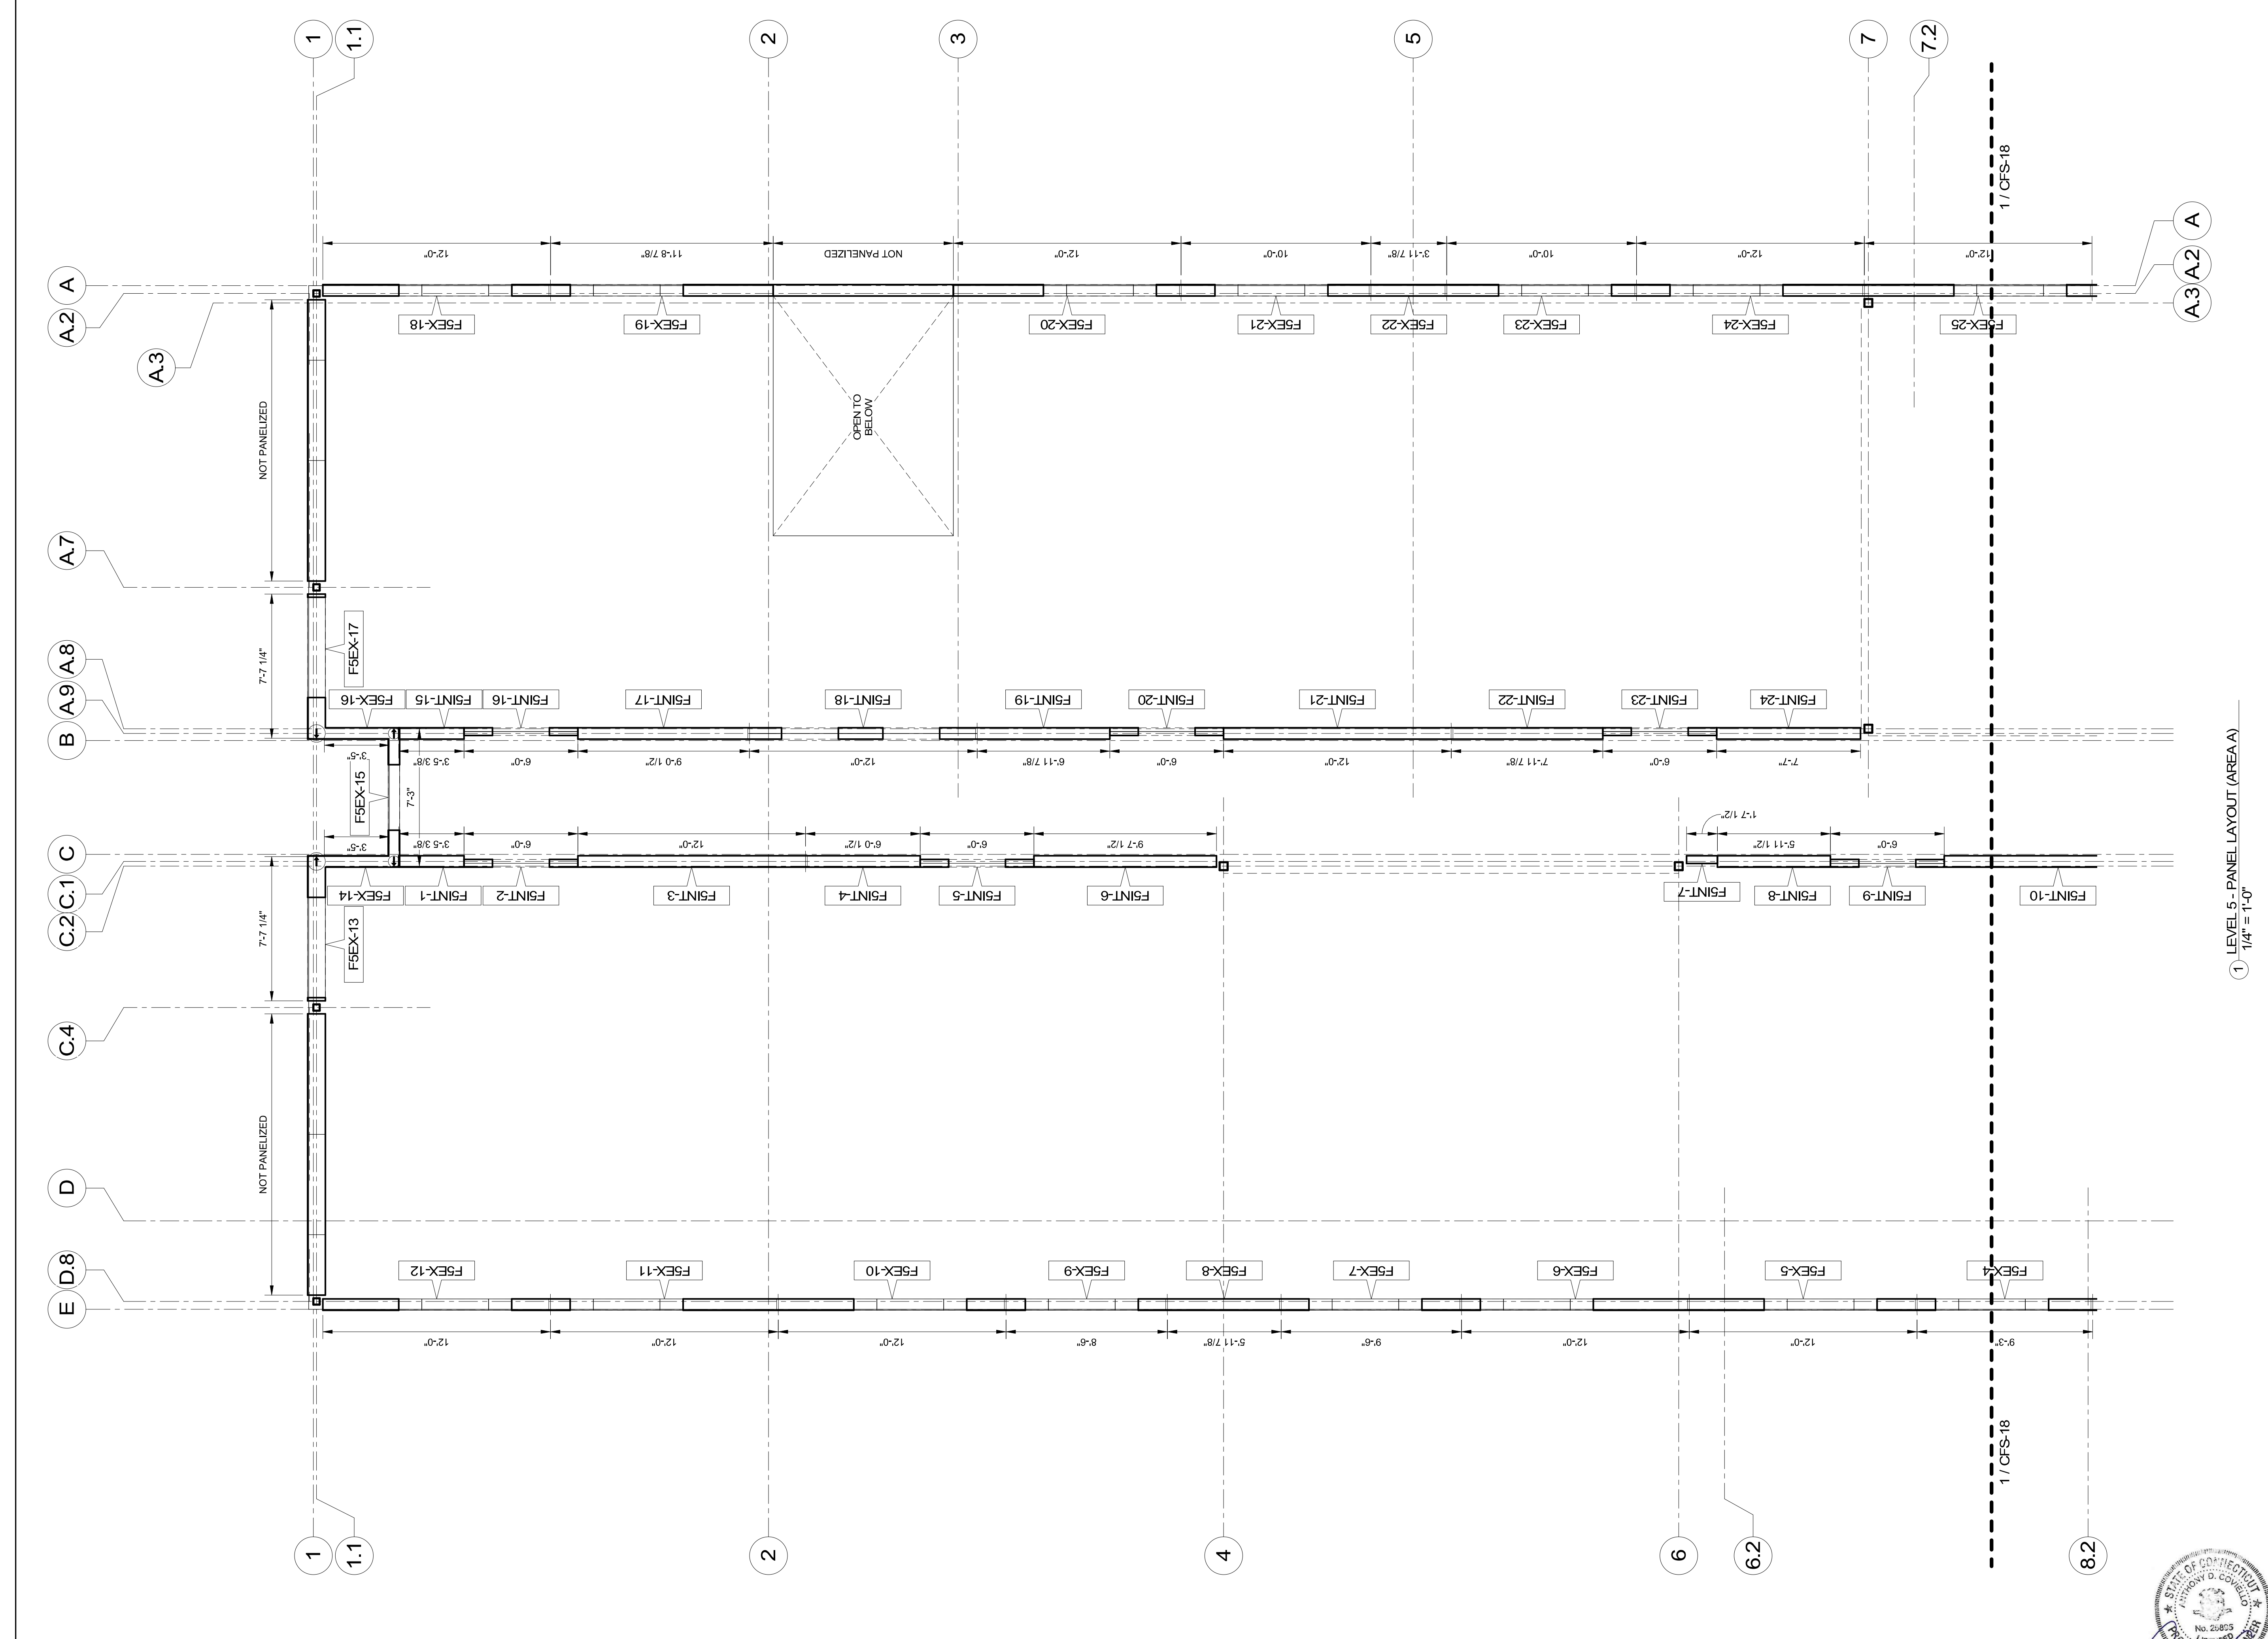 1
1.1
2
3
5
7
7.2
1 / CFS-18
A
A.2
A.3
12'-0"
11'-8 7/8"
NOT PANELIZED
12'-0"
10'-0"
3'-11 7/8"
10'-0"
12'-0"
12'-0"
A
A.2
A.3
F5EX-18
F5EX-19
F5EX-20
F5EX-21
F5EX-22
F5EX-23
F5EX-24
F5EX-25
NOT PANELIZED
OPEN TO
BELOW
A.7
7'-7 1/4"
F5EX-17
A.8
A.9
B
F5EX-16
F5INT-15
F5INT-16
F5INT-17
F5INT-18
F5INT-19
F5INT-20
F5INT-21
F5INT-22
F5INT-23
F5INT-24
3'-5"
3'-5 3/8"
6'-0"
9'-0 1/2"
12'-0"
6'-11 7/8"
6'-0"
12'-0"
7'-11 7/8"
6'-0"
7'-7"
F5EX-15
7'-3"
C
C.1
C.2
3'-5"
3'-5 3/8"
6'-0"
12'-0"
6'-0 1/2"
6'-0"
9'-7 1/2"
1'-7 1/2"
5'-11 1/2"
6'-0"
F5EX-14
F5INT-1
F5INT-2
F5INT-3
F5INT-4
F5INT-5
F5INT-6
F5INT-7
F5INT-8
F5INT-9
F5INT-10
7'-7 1/4"
F5EX-13
C.4
NOT PANELIZED
D
D.8
E
F5EX-12
F5EX-11
F5EX-10
F5EX-9
F5EX-8
F5EX-7
F5EX-6
F5EX-5
F5EX-4
12'-0"
12'-0"
12'-0"
8'-6"
5'-11 7/8"
9'-6"
12'-0"
12'-0"
9'-3"
1 / CFS-18
1
1.1
2
4
6
6.2
8.2
1
LEVEL 5 - PANEL LAYOUT (AREA A)
1/4" = 1'-0"
STATE OF CONNECTICUT
ANTHONY D. COVIELLO